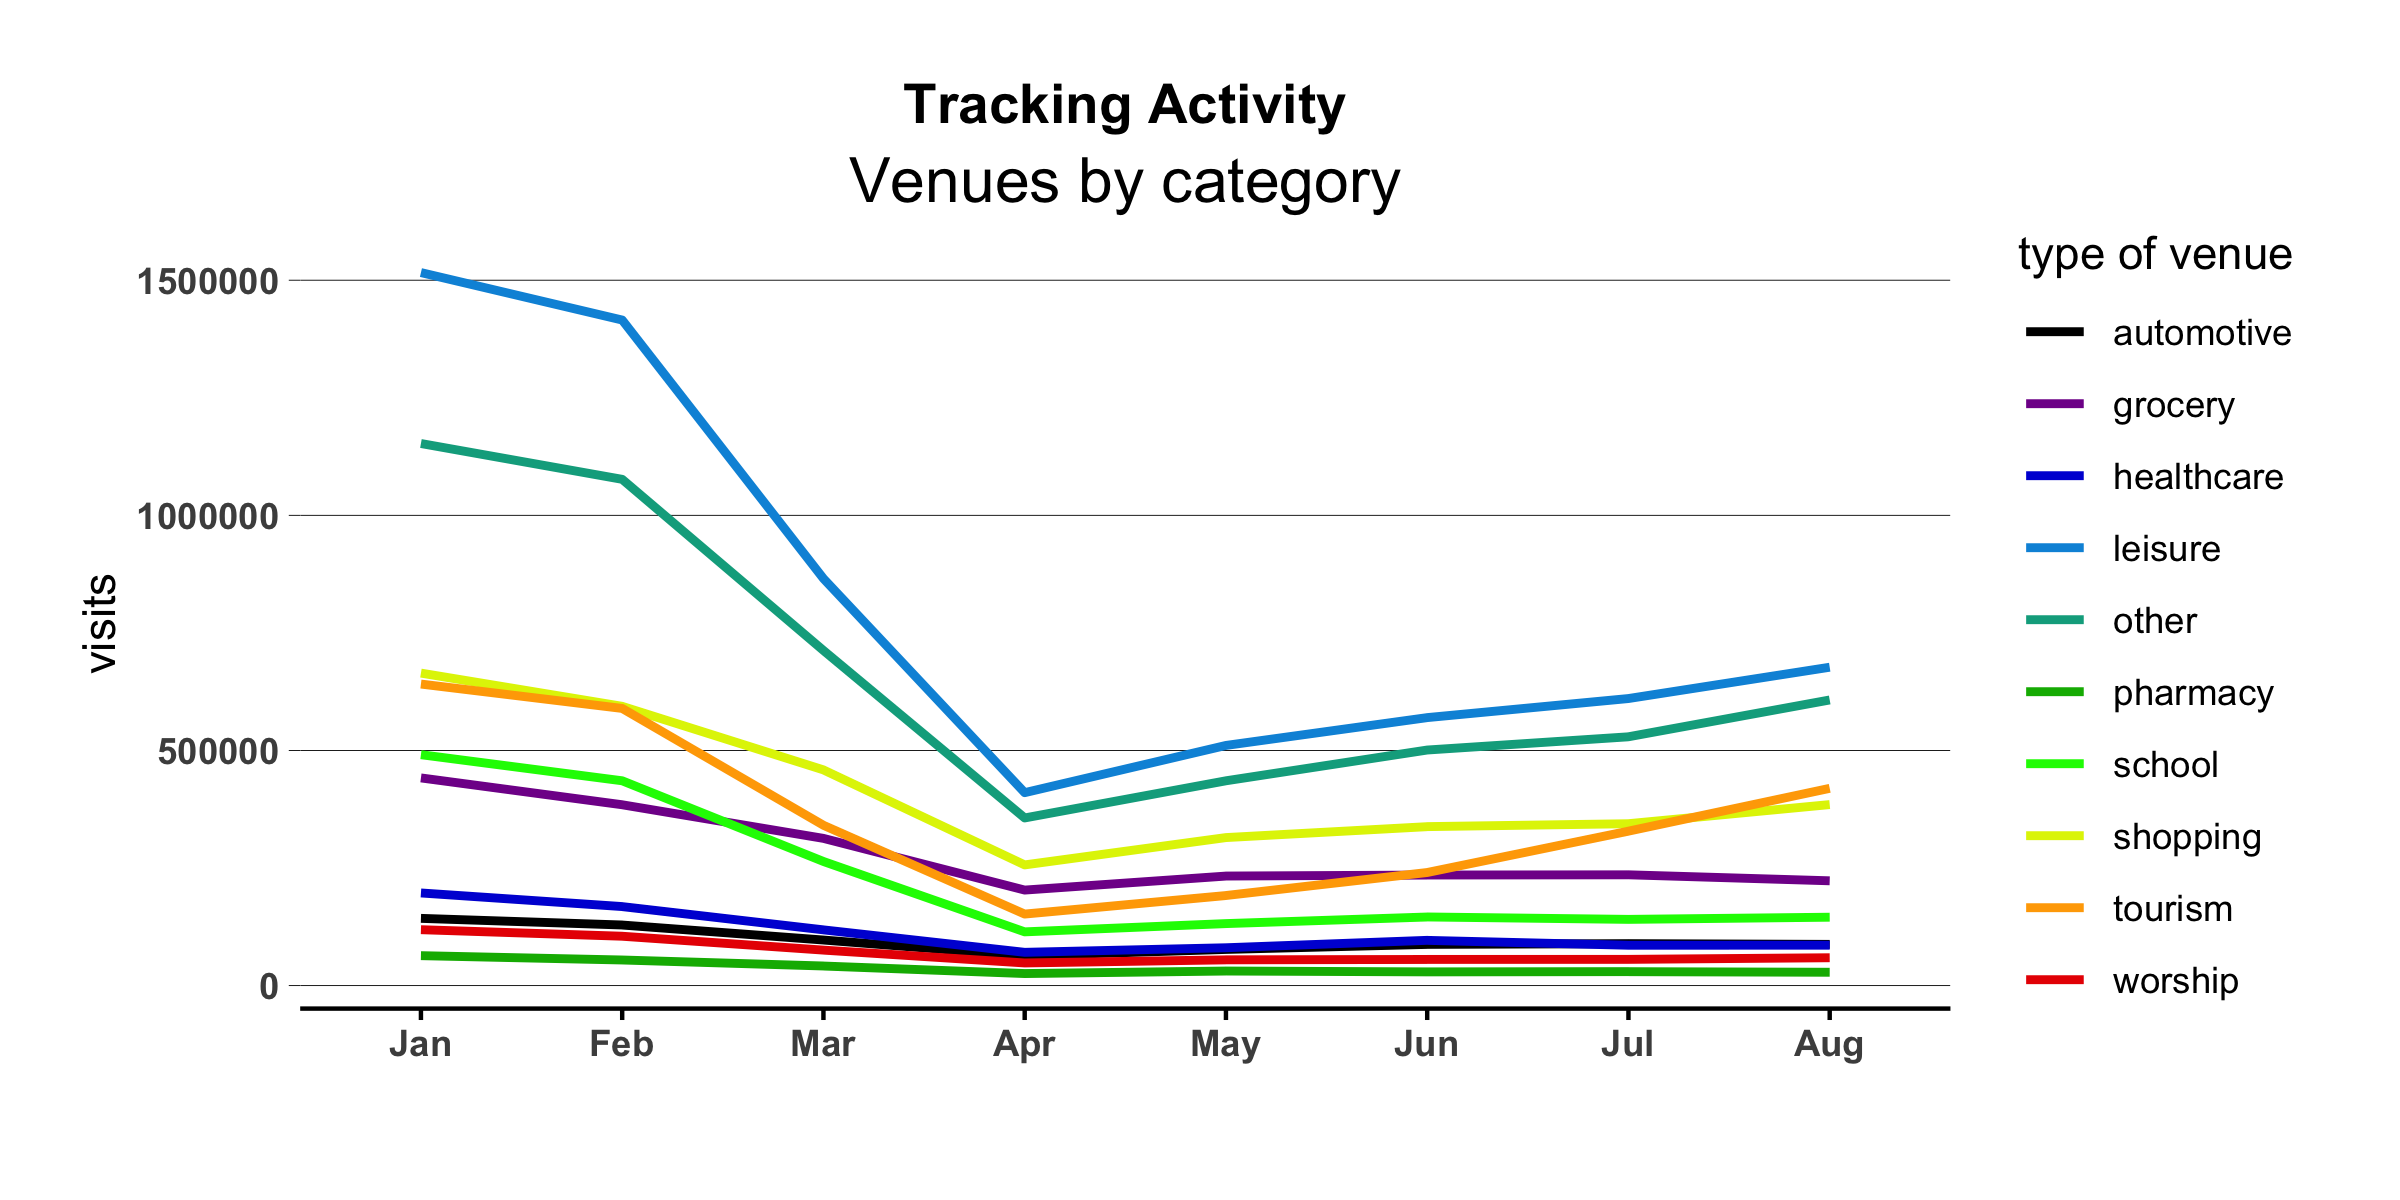 Tracking Activity
Venues by category
visits
1500000
1000000
500000
0
Jan Feb Mar Apr May Jun Jul Aug
type of venue
automotive
grocery
healthcare
leisure
other
pharmacy
school
shopping
tourism
worship